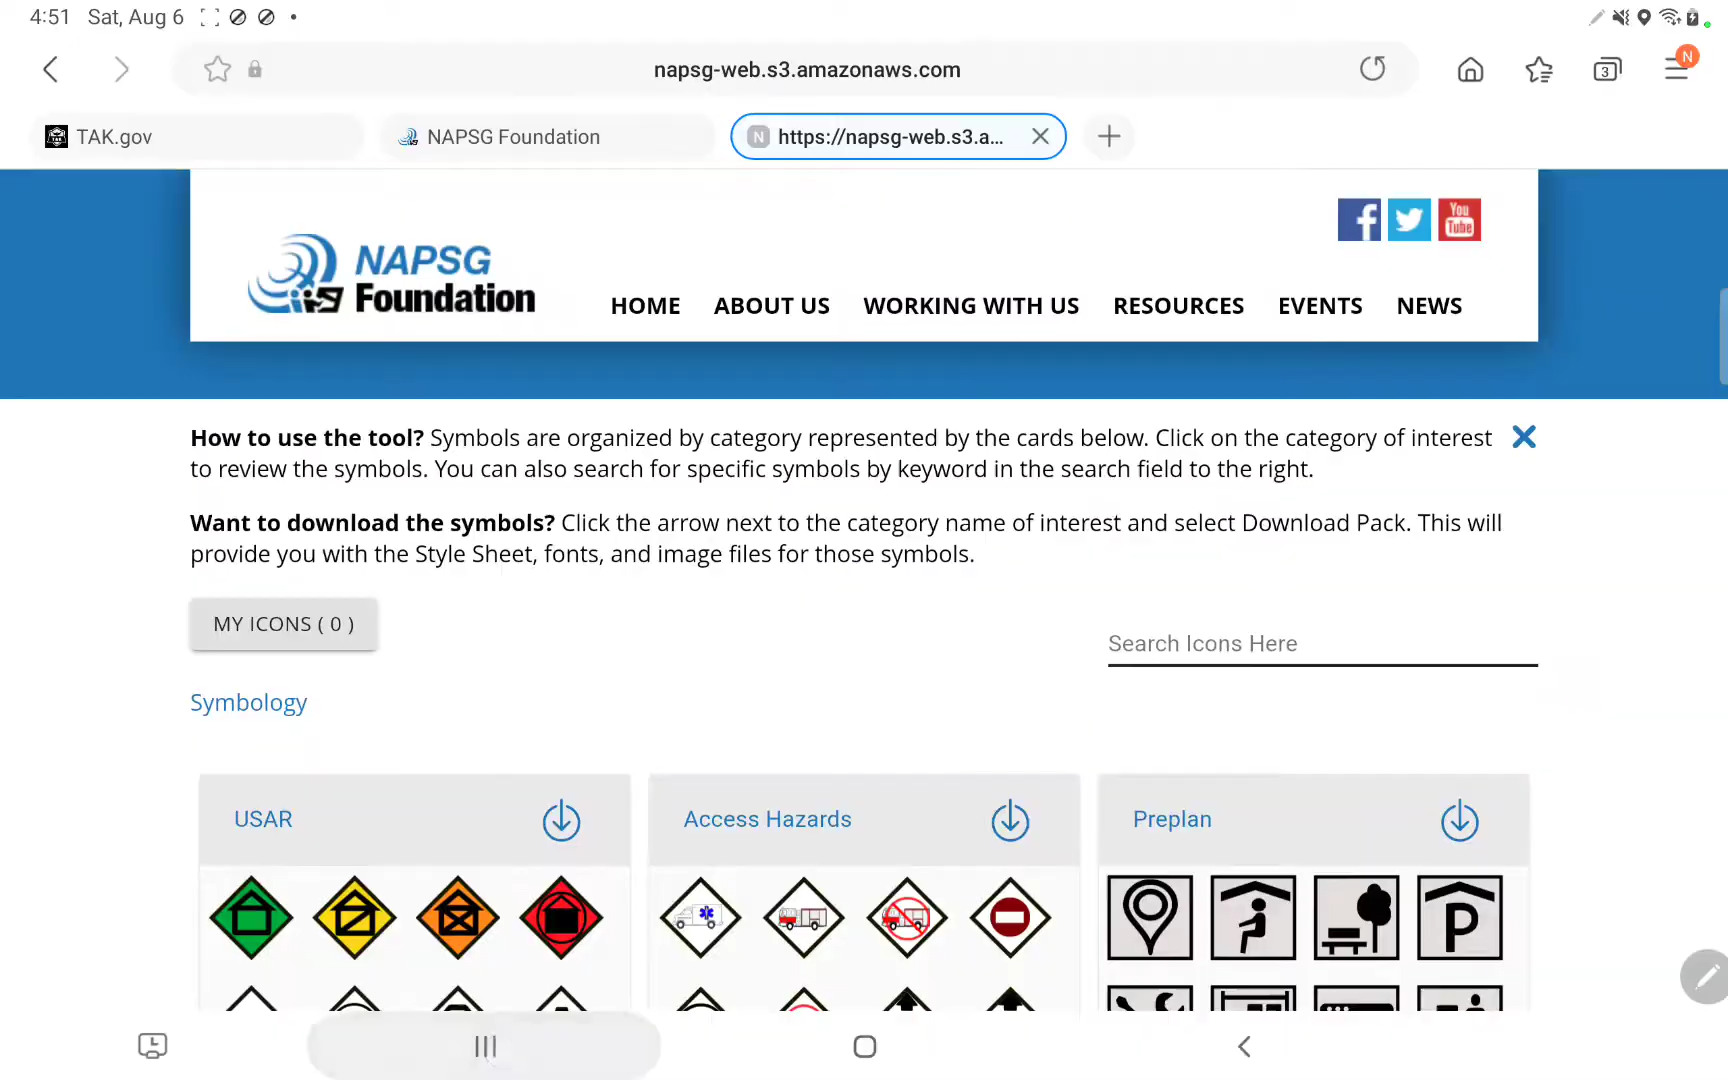 4:51 Sat, Aug 6
napsg-web.s3.amazonaws.com
3
N
TAK.gov
NAPSG Foundation
N
https://napsg-web.s3.a...
NAPSG
Foundation
You
Tube
HOME
ABOUT US
WORKING WITH US
RESOURCES
EVENTS
NEWS
How to use the tool? Symbols are organized by category represented by the cards below. Click on the category of interest
to review the symbols. You can also search for specific symbols by keyword in the search field to the right.
Want to download the symbols? Click the arrow next to the category name of interest and select Download Pack. This will
provide you with the Style Sheet, fonts, and image files for those symbols.
MY ICONS ( 0 )
Search Icons Here
Symbology
USAR
Access Hazards
Preplan
P